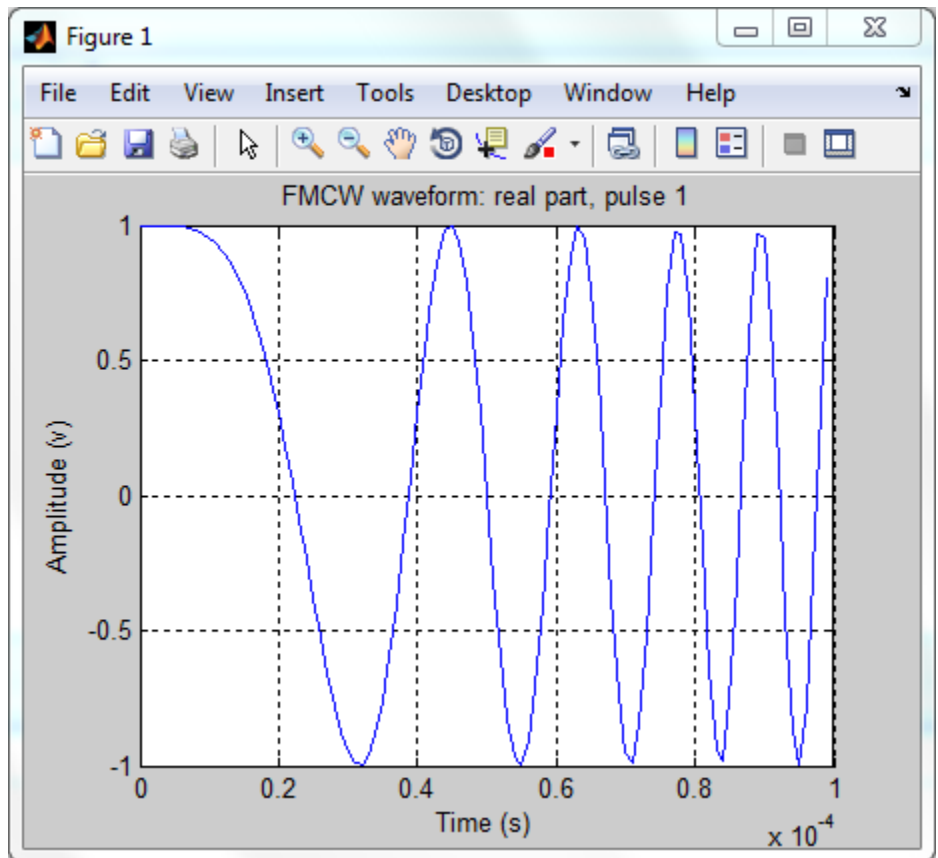 Figure 1
File Edit View Insert Tools Desktop Window Help
FMCW waveform: real part, pulse 1
1
0.5
0
-0.5
-1
Amplitude (v)
0 0.2 0.4 0.6 0.8 1
Time (s)
x 10^-4